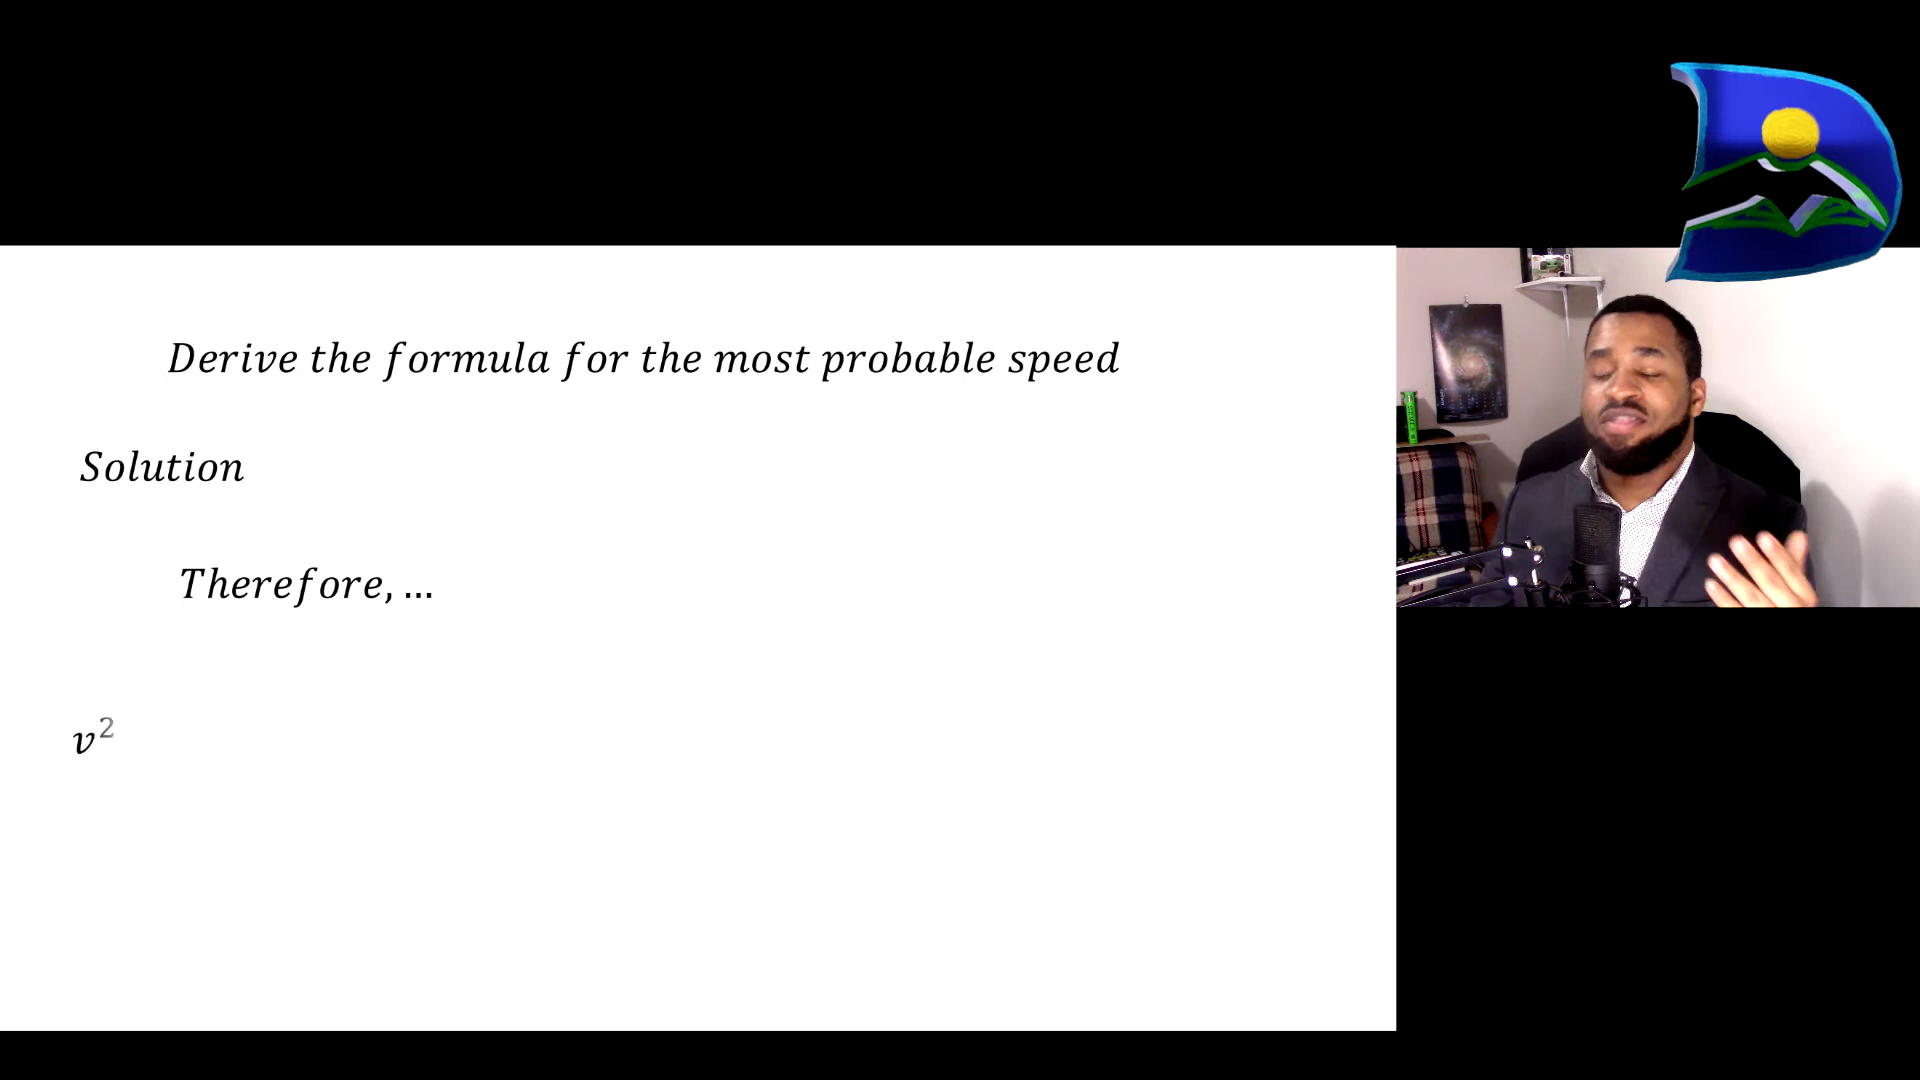 Derive the formula for the most probable speed
Solution
Therefore, ...
v²